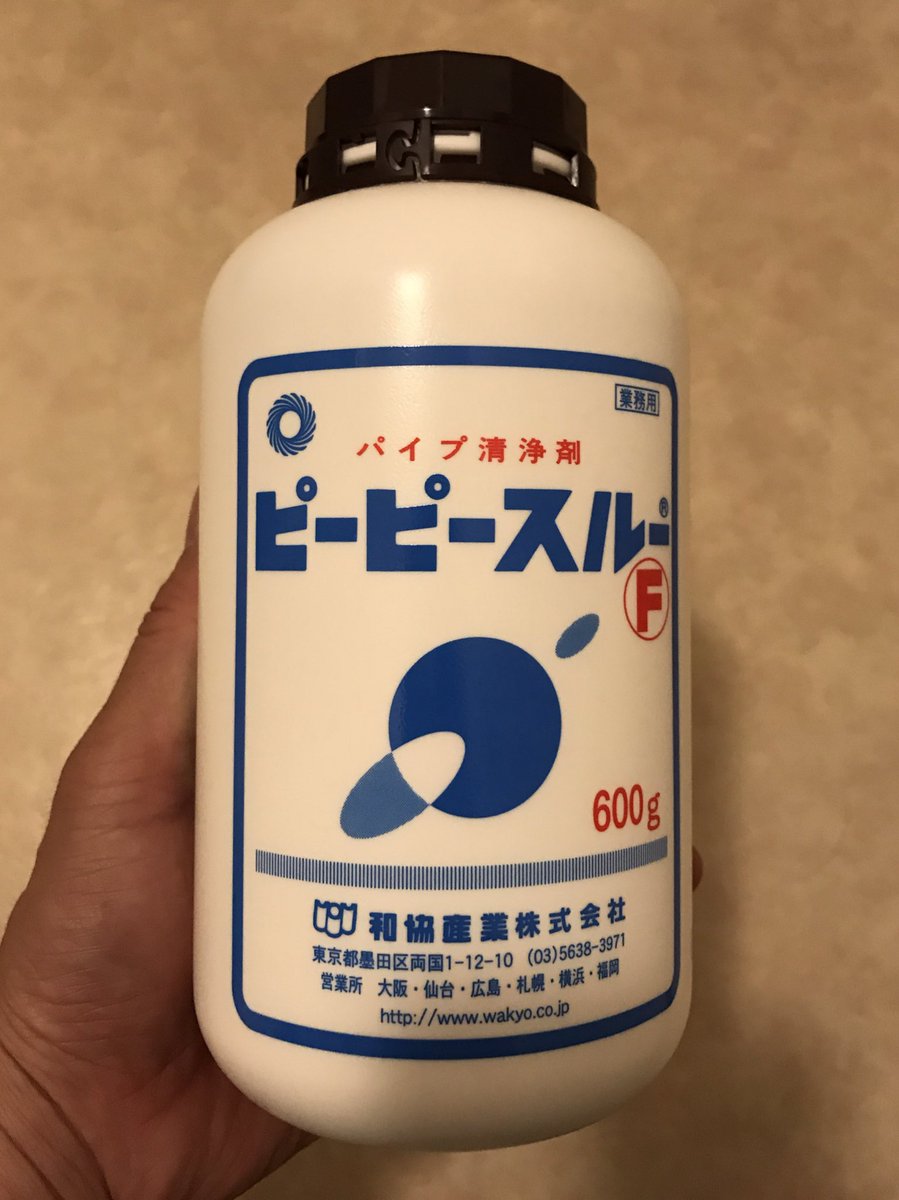 業務用
パイプ清浄剤
ピーピースルー®
F
600g
和協産業株式会社
東京都墨田区両国1-12-10 (03)5638-3971
営業所 大阪・仙台・広島・札幌・横浜・福岡
http://www.wakyo.co.jp